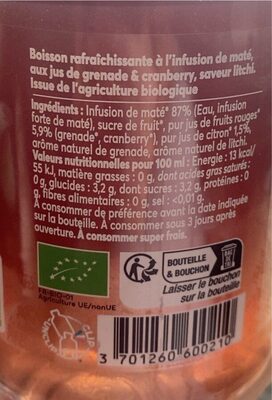 Boisson rafraîchissante à l'infusion de maté,
aux jus de grenade & cranberry, saveur litchi.
Issue de l'agriculture biologique
Ingrédients : Infusion de maté* 87% (Eau, infusion
forte de maté), sucre de fruit*, pur jus de fruits rouges*
5,9% (grenade*, cranberry*), pur jus de citron* 1,5%,
arôme naturel de grenade, arôme naturel de litchi.
Valeurs nutritionnelles pour 100 ml : Energie : 13 kcal/
55 kJ, matières grasses : 0 g, dont acides gras saturés :
0 g, glucides : 3,2 g, dont sucres : 3,2 g, protéines : 0
g, fibres alimentaires : 0 g, sel : <0,01 g.
À consommer de préférence avant la date indiquée
sur la bouteille. À consommer sous 3 jours après
ouverture. À consommer super frais.
FR-BIO-01
Agriculture UE/nonUE
BOUTEILLE
& BOUCHON
Laisser le bouchon
sur la bouteille
3 701260 600210